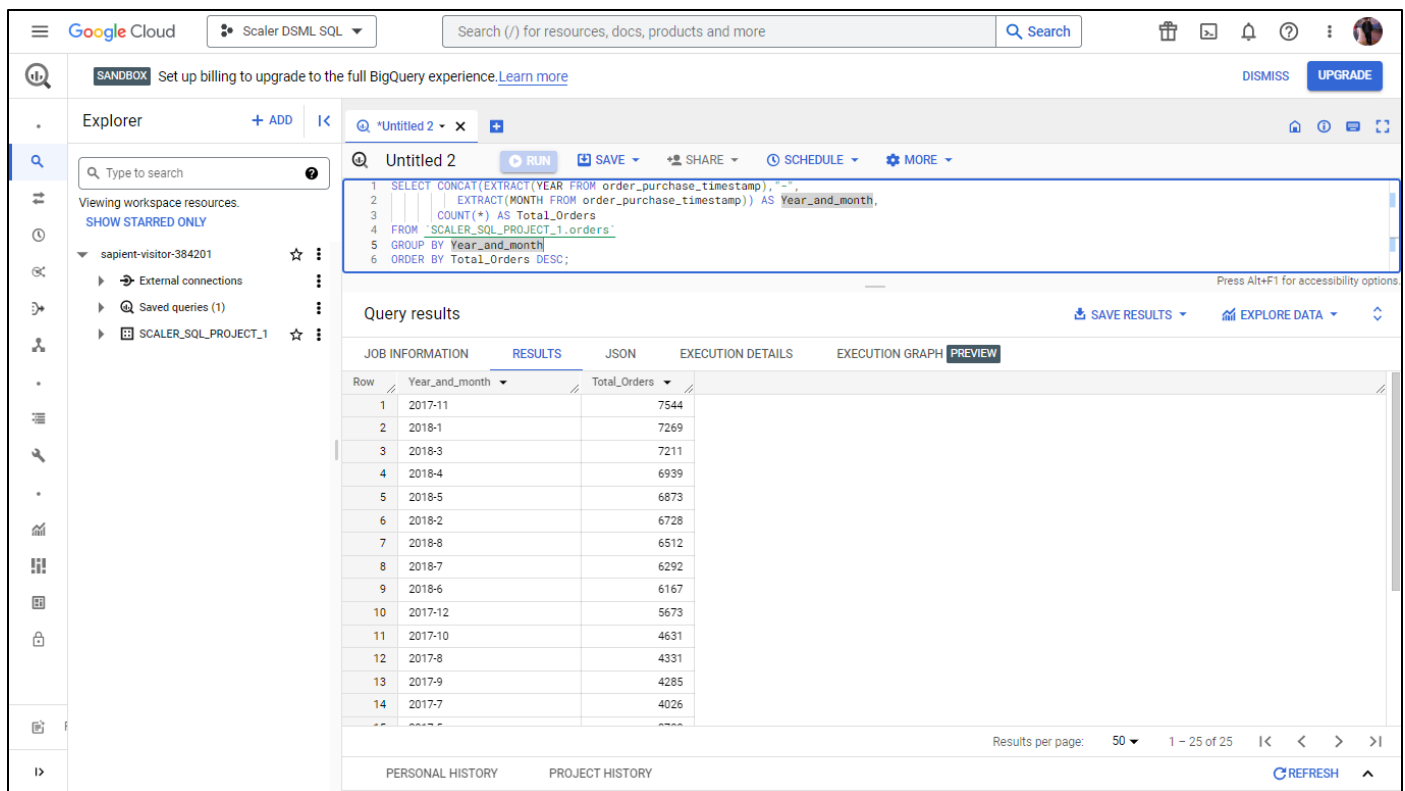 Google Cloud
Scaler DSML SQL
Search (/) for resources, docs, products and more
Search
SANDBOX Set up billing to upgrade to the full BigQuery experience. Learn more
DISMISS
UPGRADE
Explorer
+ ADD
Type to search
Viewing workspace resources.
SHOW STARRED ONLY
sapient-visitor-384201
External connections
Saved queries (1)
SCALER_SQL_PROJECT_1
*Untitled 2
Untitled 2
RUN
SAVE
SHARE
SCHEDULE
MORE
1 SELECT CONCAT(EXTRACT(YEAR FROM order_purchase_timestamp),"-",
2 EXTRACT(MONTH FROM order_purchase_timestamp)) AS Year_and_month,
3 COUNT(*) AS Total_Orders
4 FROM `SCALER_SQL_PROJECT_1.orders`
5 GROUP BY Year_and_month
6 ORDER BY Total_Orders DESC;
Press Alt+F1 for accessibility options.
Query results
SAVE RESULTS
EXPLORE DATA
JOB INFORMATION RESULTS JSON EXECUTION DETAILS EXECUTION GRAPH PREVIEW
Row Year_and_month Total_Orders
1 2017-11 7544
2 2018-1 7269
3 2018-3 7211
4 2018-4 6939
5 2018-5 6873
6 2018-2 6728
7 2018-8 6512
8 2018-7 6292
9 2018-6 6167
10 2017-12 5673
11 2017-10 4631
12 2017-8 4331
13 2017-9 4285
14 2017-7 4026
Results per page: 50 1 – 25 of 25
PERSONAL HISTORY PROJECT HISTORY
REFRESH